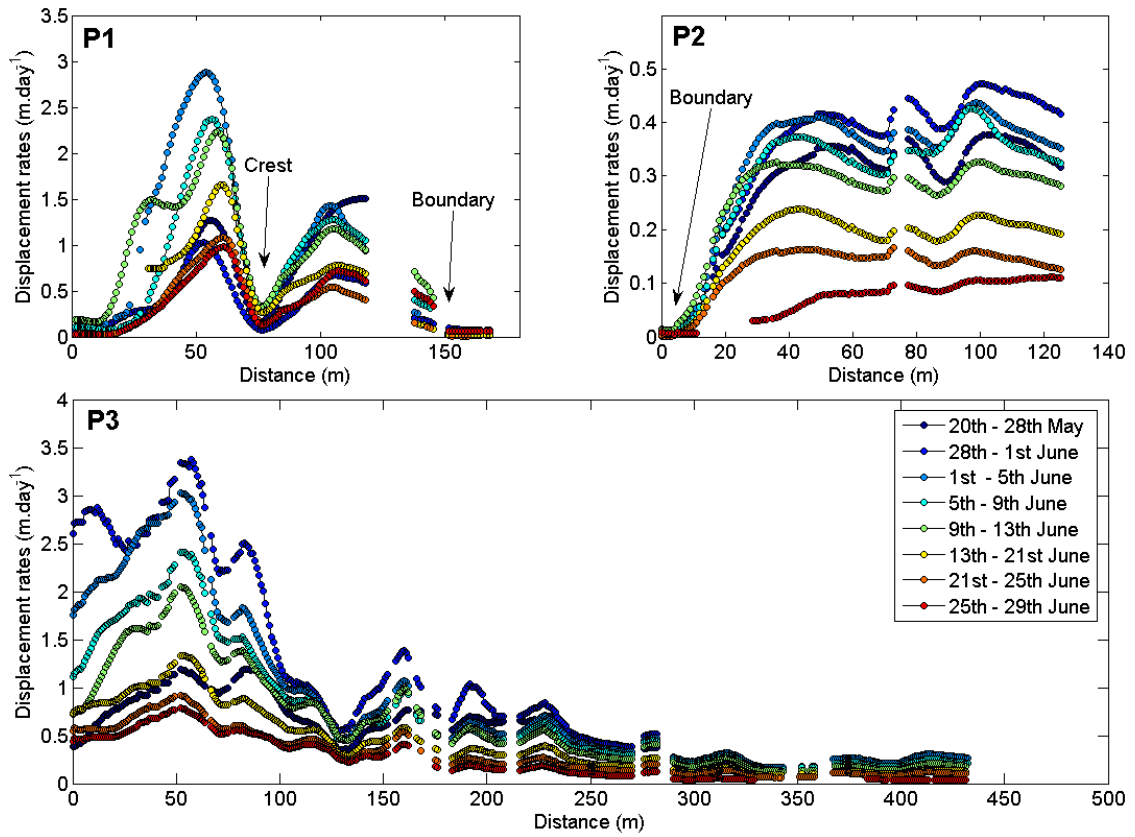 P1
Displacement rates (m.day⁻¹)
3.5
3
2.5
2
1.5
1
0.5
0
Crest
Boundary
0 50 100 150
Distance (m)
P2
Displacement rates (m.day⁻¹)
0.5
0.4
0.3
0.2
0.1
0
Boundary
0 20 40 60 80 100 120 140
Distance (m)
P3
Displacement rates (m.day⁻¹)
4
3.5
3
2.5
2
1.5
1
0.5
0
20th - 28th May
28th - 1st June
1st - 5th June
5th - 9th June
9th - 13th June
13th - 21st June
21st - 25th June
25th - 29th June
0 50 100 150 200 250 300 350 400 450 500
Distance (m)